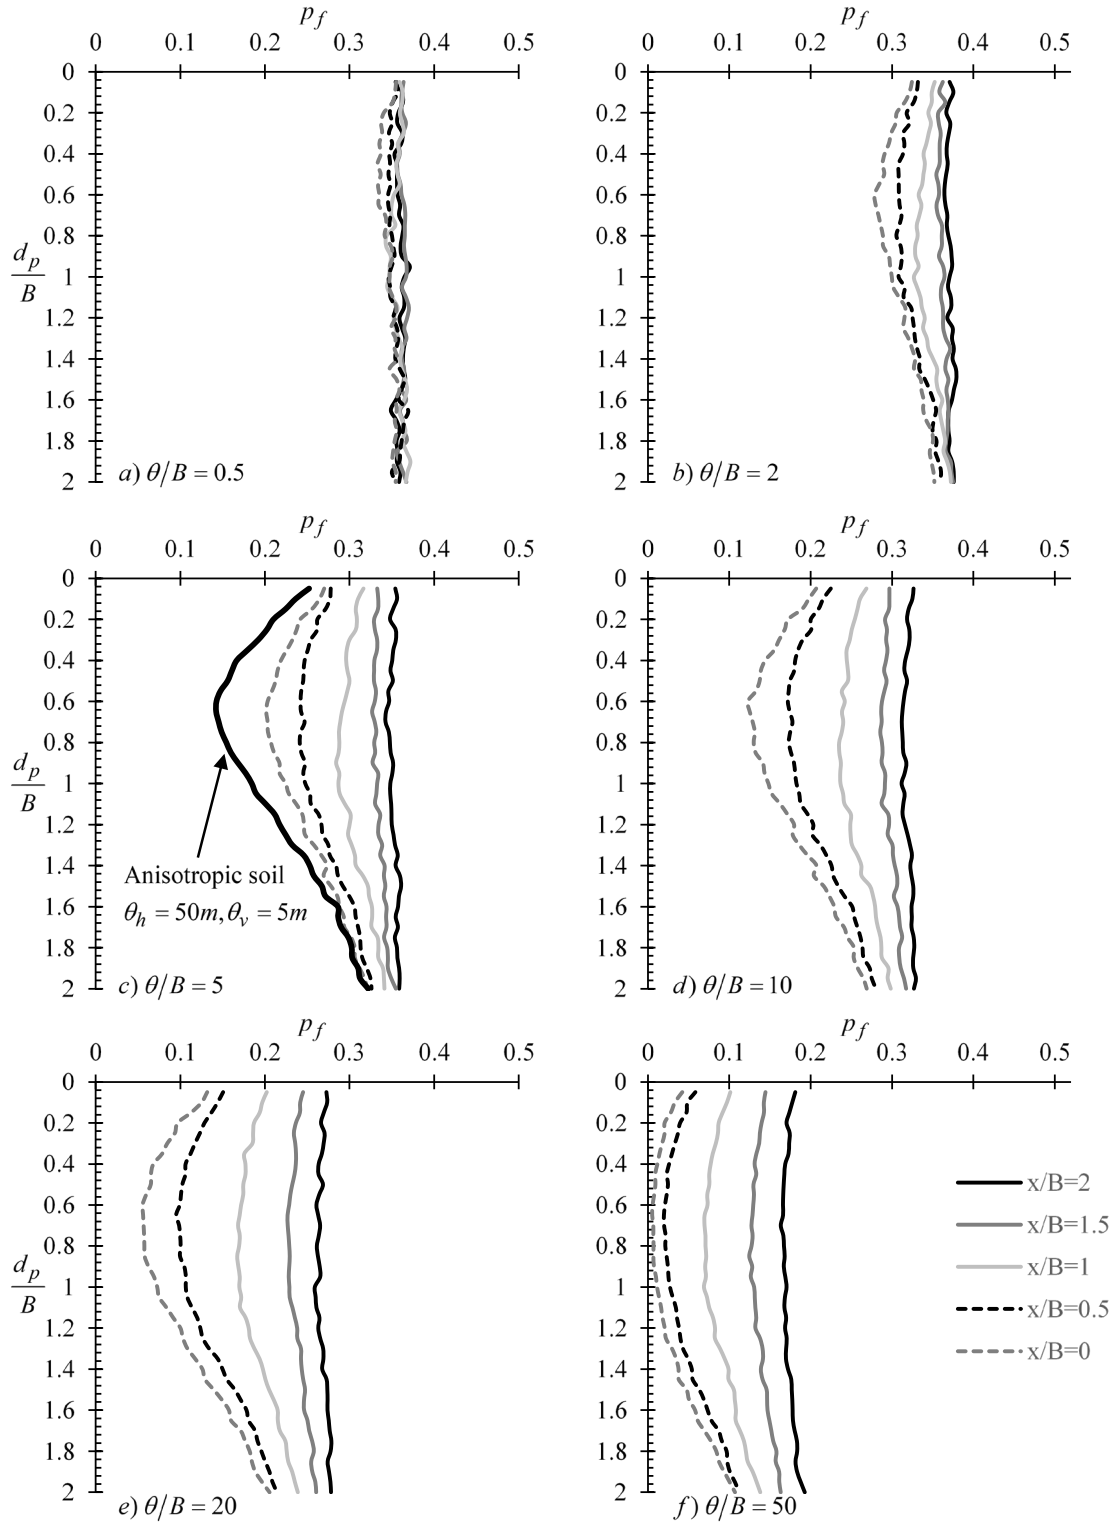 p_f p_f
0 0.1 0.2 0.3 0.4 0.5 0 0.1 0.2 0.3 0.4 0.5
0 0
0.2 0.2
0.4 0.4
0.6 0.6
0.8 0.8
d_p/B 1 1
1.2 1.2
1.4 1.4
1.6 1.6
1.8 1.8
2 a) θ/B = 0.5 2 b) θ/B = 2
p_f p_f
0 0.1 0.2 0.3 0.4 0.5 0 0.1 0.2 0.3 0.4 0.5
0 0
0.2 0.2
0.4 0.4
0.6 0.6
0.8 0.8
d_p/B 1 d_p/B 1
1.2 1.2
1.4 1.4
Anisotropic soil
θ_h = 50m, θ_v = 5m
1.6 1.6
1.8 1.8
2 c) θ/B = 5 2 d) θ/B = 10
p_f p_f
0 0.1 0.2 0.3 0.4 0.5 0 0.1 0.2 0.3 0.4 0.5
0 0
0.2 0.2
0.4 0.4
0.6 0.6
0.8 0.8
d_p/B 1 1
1.2 1.2
1.4 1.4
1.6 1.6
1.8 1.8
2 e) θ/B = 20 2 f) θ/B = 50
x/B=2
x/B=1.5
x/B=1
x/B=0.5
x/B=0